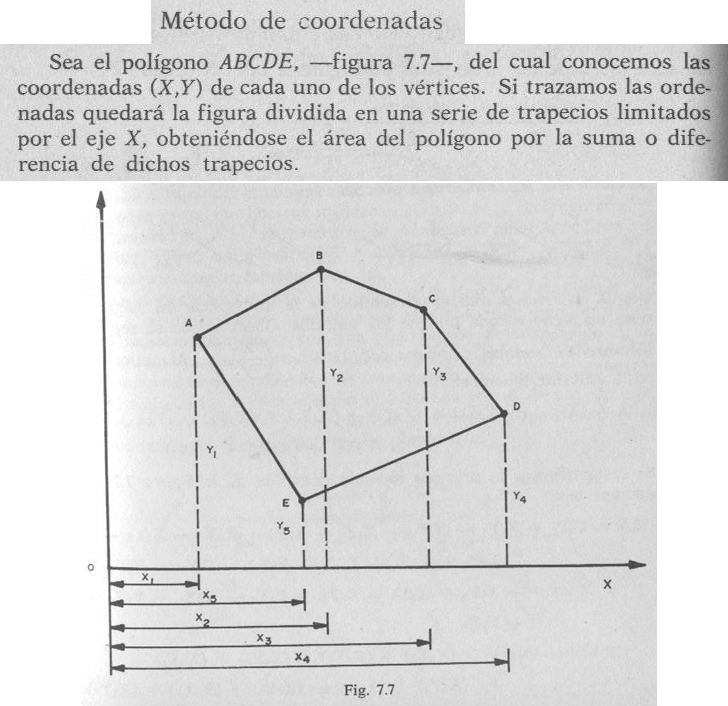 Método de coordenadas
Sea el polígono ABCDE, —figura 7.7—, del cual conocemos las
coordenadas (X,Y) de cada uno de los vértices. Si trazamos las orde-
nadas quedará la figura dividida en una serie de trapecios limitados
por el eje X, obteniéndose el área del polígono por la suma o dife-
rencia de dichos trapecios.
B
A
C
Y₂
Y₃
D
Y₁
E
Y₄
Y₅
O
X₁
X
X₅
X₂
X₃
X₄
Fig. 7.7